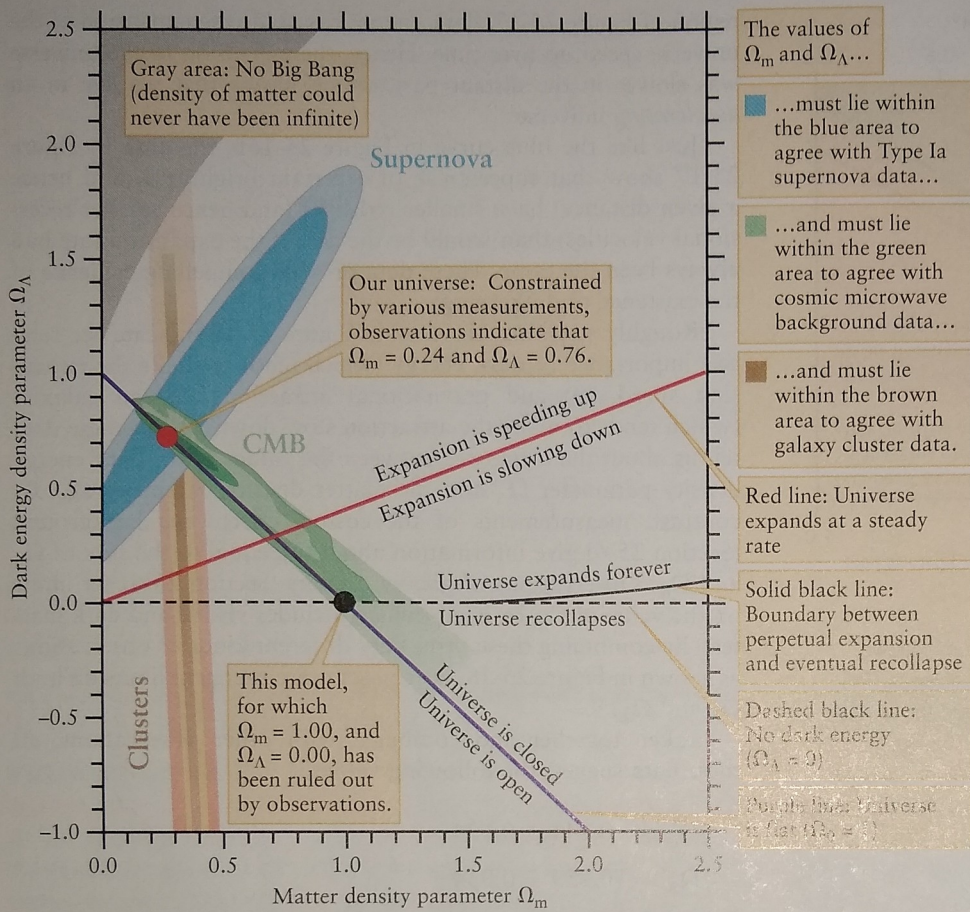 2.5
2.0
1.5
1.0
0.5
0.0
−0.5
−1.0
Dark energy density parameter ΩΛ
0.0
0.5
1.0
1.5
2.0
2.5
Matter density parameter Ωm
Gray area: No Big Bang
(density of matter could
never have been infinite)
Supernova
Our universe: Constrained
by various measurements,
observations indicate that
Ωm = 0.24 and ΩΛ = 0.76.
CMB
Expansion is speeding up
Expansion is slowing down
Universe expands forever
Universe recollapses
Clusters
This model,
for which
Ωm = 1.00, and
ΩΛ = 0.00, has
been ruled out
by observations.
Universe is closed
Universe is open
The values of
Ωm and ΩΛ...
...must lie within
the blue area to
agree with Type Ia
supernova data...
...and must lie
within the green
area to agree with
cosmic microwave
background data...
...and must lie
within the brown
area to agree with
galaxy cluster data.
Red line: Universe
expands at a steady
rate
Solid black line:
Boundary between
perpetual expansion
and eventual recollapse
Dashed black line:
No dark energy
(ΩΛ = 0)
Purple line: Universe
is flat